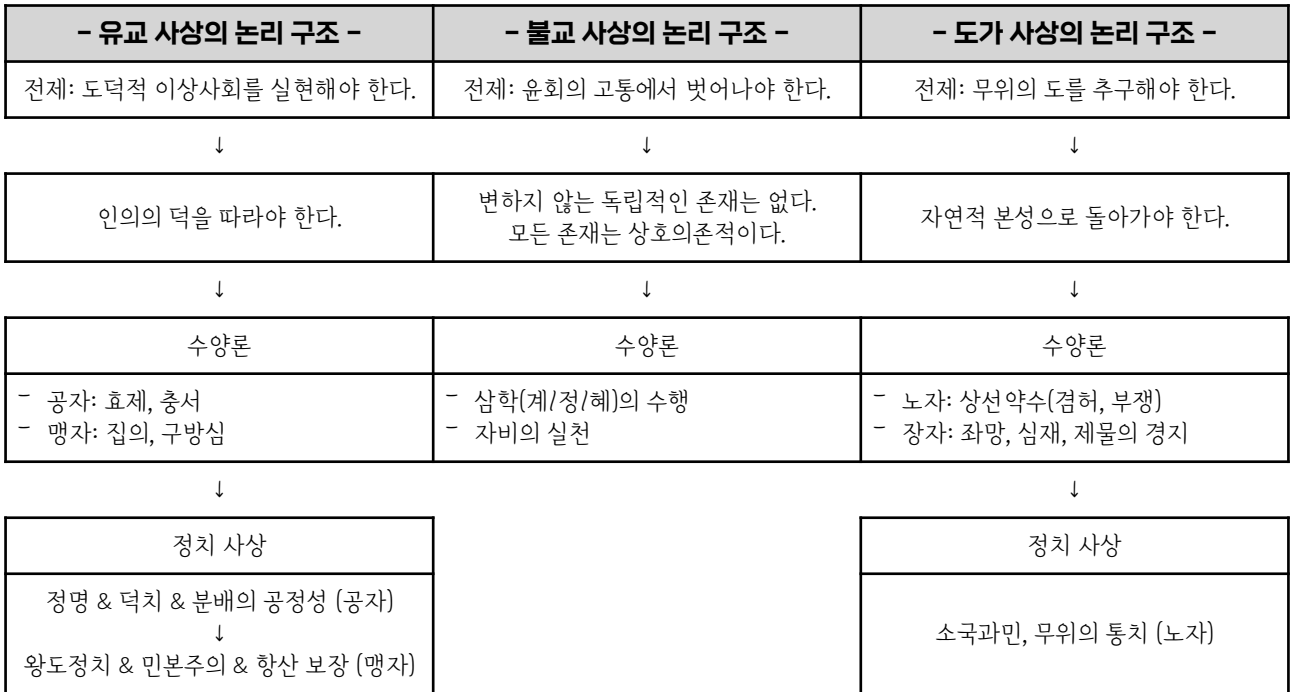 - 유교 사상의 논리 구조 -
전제: 도덕적 이상사회를 실현해야 한다.
↓
인의의 덕을 따라야 한다.
↓
수양론
- 공자: 효제, 충서
- 맹자: 집의, 구방심
↓
정치 사상
정명 & 덕치 & 분배의 공정성 (공자)
↓
왕도정치 & 민본주의 & 항산 보장 (맹자)
- 불교 사상의 논리 구조 -
전제: 윤회의 고통에서 벗어나야 한다.
↓
변하지 않는 독립적인 존재는 없다.
모든 존재는 상호의존적이다.
↓
수양론
- 삼학(계/정/혜)의 수행
- 자비의 실천
- 도가 사상의 논리 구조 -
전제: 무위의 도를 추구해야 한다.
↓
자연적 본성으로 돌아가야 한다.
↓
수양론
- 노자: 상선약수(겸허, 부쟁)
- 장자: 좌망, 심재, 제물의 경지
↓
정치 사상
소국과민, 무위의 통치 (노자)